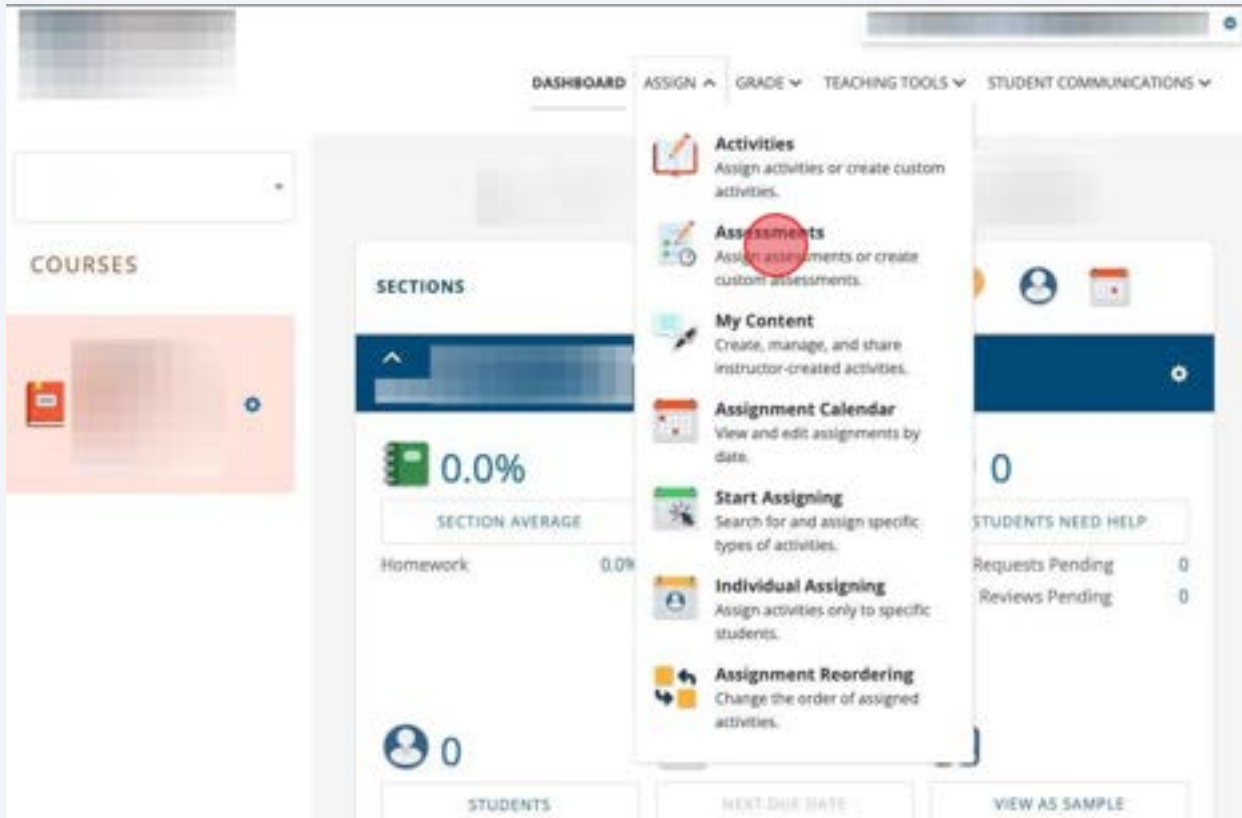 DASHBOARD ASSIGN GRADE TEACHING TOOLS STUDENT COMMUNICATIONS
Activities
Assign activities or create custom
activities.
Assessments
Assign assessments or create
custom assessments.
My Content
Create, manage, and share
instructor-created activities.
Assignment Calendar
View and edit assignments by
date.
Start Assigning
Search for and assign specific
types of activities.
Individual Assigning
Assign activities only to specific
students.
Assignment Reordering
Change the order of assigned
activities.
COURSES
SECTIONS
0.0%
SECTION AVERAGE
Homework 0.0%
0
STUDENTS NEED HELP
Requests Pending 0
Reviews Pending 0
0
STUDENTS
NEXT DUE DATE
VIEW AS SAMPLE